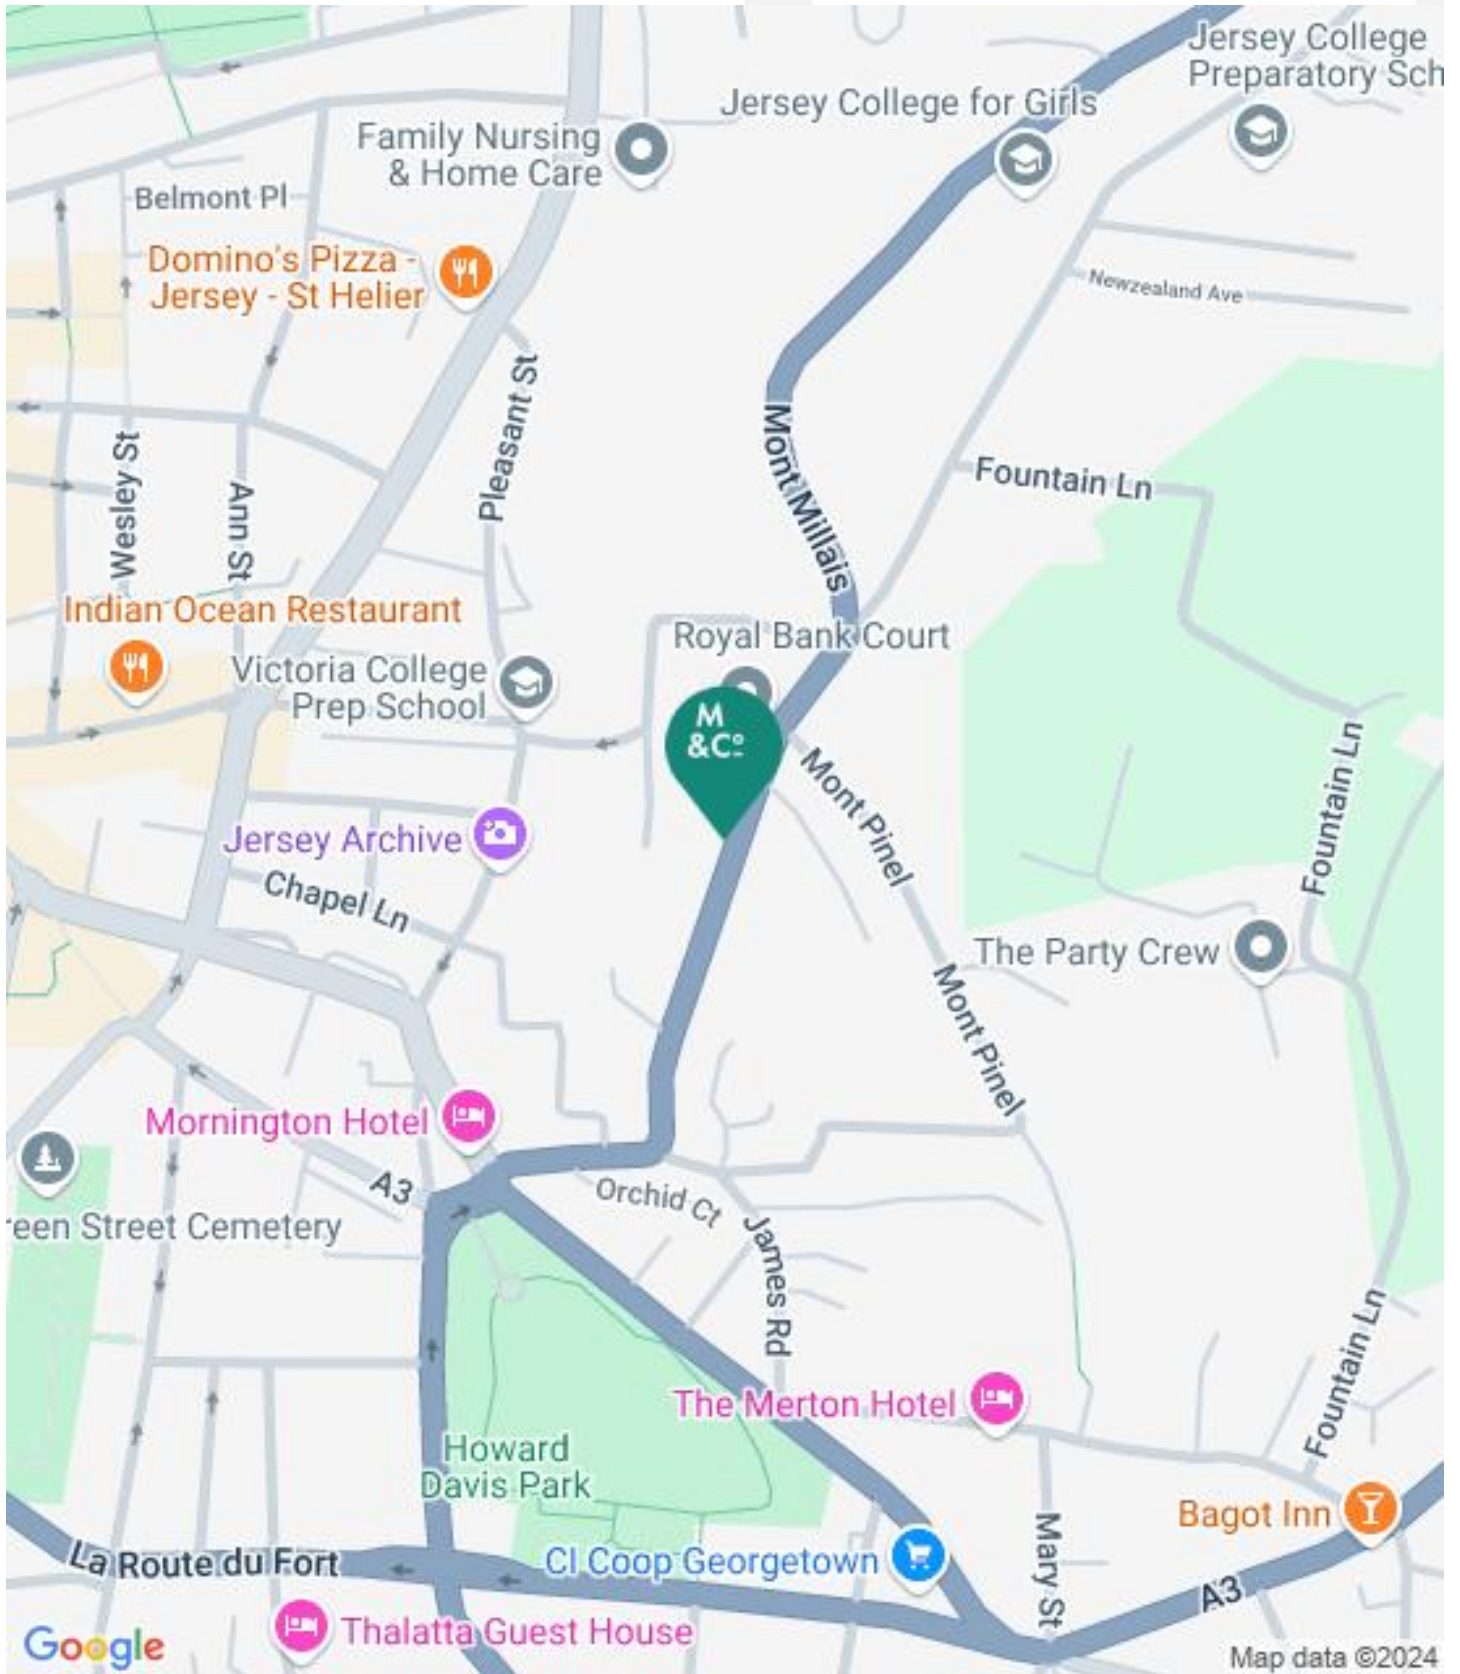 Jersey College
Preparatory Sch
Jersey College for Girls
Family Nursing
& Home Care
Belmont Pl
Domino's Pizza -
Jersey - St Helier
Newzealand Ave
Pleasant St
Mont Millais
Wesley St
Ann St
Fountain Ln
Indian Ocean Restaurant
Royal Bank Court
Victoria College
Prep School
M
&Co
Mont Pinel
Fountain Ln
Jersey Archive
Chapel Ln
The Party Crew
Mont Pinel
Mornington Hotel
A3
Orchid Ct
reen Street Cemetery
James Rd
Fountain Ln
The Merton Hotel
Howard
Davis Park
Bagot Inn
Mary St
La Route du Fort
CI Coop Georgetown
A3
Thalatta Guest House
Google
Map data ©2024